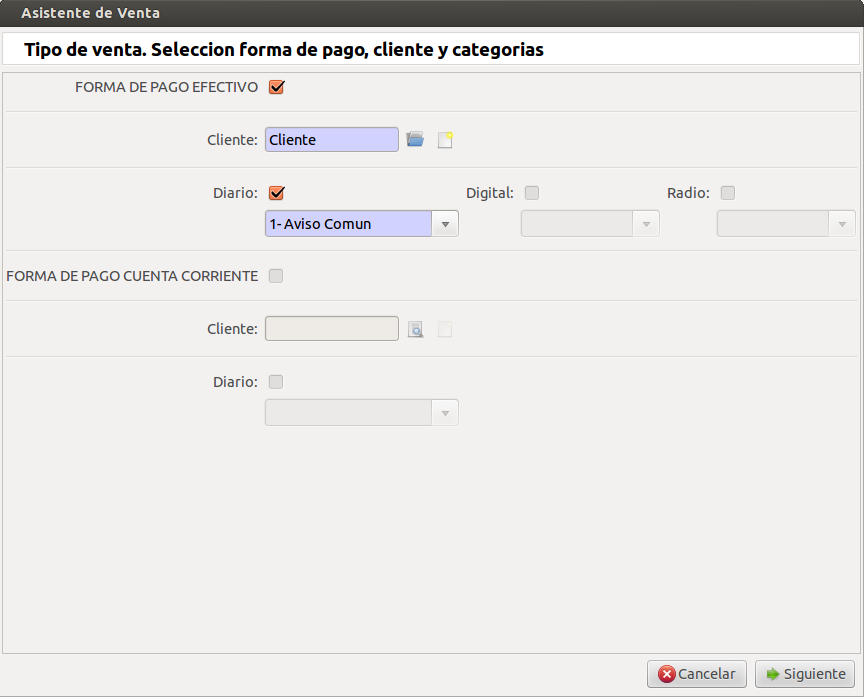 Asistente de Venta
Tipo de venta. Seleccion forma de pago, cliente y categorias
FORMA DE PAGO EFECTIVO
Cliente: Cliente
Diario: Digital: Radio:
1- Aviso Comun
FORMA DE PAGO CUENTA CORRIENTE
Cliente:
Diario:
Cancelar Siguiente